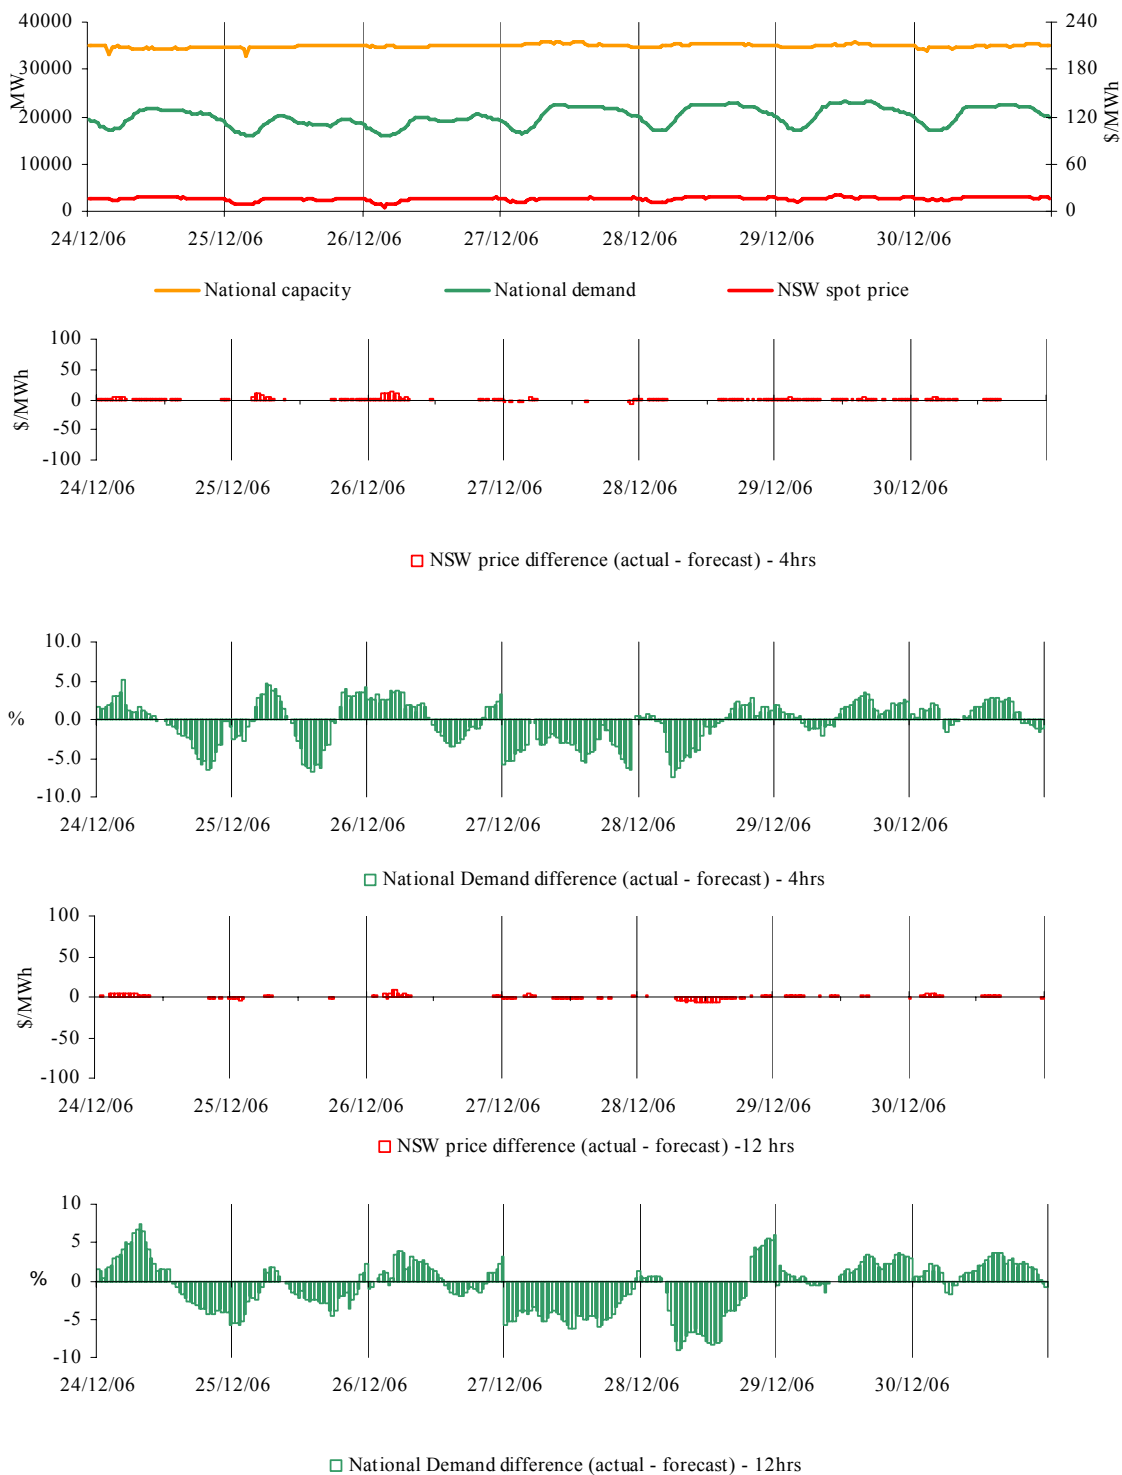 40000 240
30000 180
MW
20000 120
$/MWh
10000 60
0 0
24/12/06 25/12/06 26/12/06 27/12/06 28/12/06 29/12/06 30/12/06
National capacity National demand NSW spot price
100
50
$/MWh
0
-50
-100
24/12/06 25/12/06 26/12/06 27/12/06 28/12/06 29/12/06 30/12/06
NSW price difference (actual - forecast) - 4hrs
10.0
5.0
% 0.0
-5.0
-10.0
24/12/06 25/12/06 26/12/06 27/12/06 28/12/06 29/12/06 30/12/06
National Demand difference (actual - forecast) - 4hrs
100
50
$/MWh
0
-50
-100
24/12/06 25/12/06 26/12/06 27/12/06 28/12/06 29/12/06 30/12/06
NSW price difference (actual - forecast) -12 hrs
10
5
% 0
-5
-10
24/12/06 25/12/06 26/12/06 27/12/06 28/12/06 29/12/06 30/12/06
National Demand difference (actual - forecast) - 12hrs